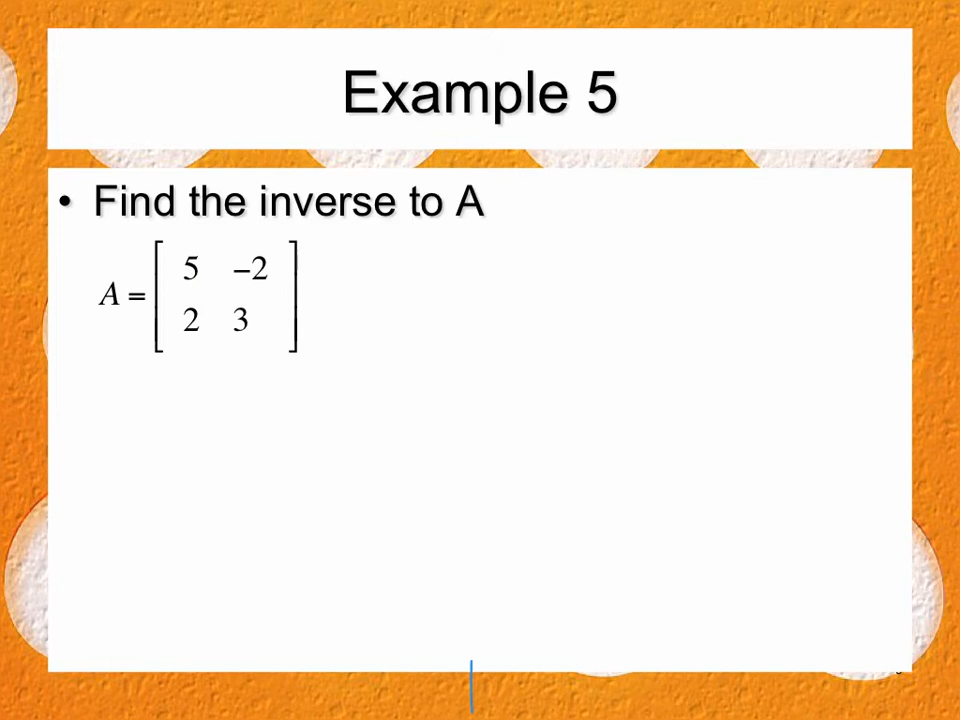 Example 5
• Find the inverse to A
A = [ 5 −2
2 3 ]